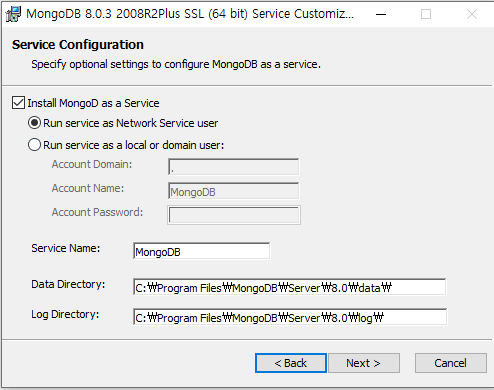 MongoDB 8.0.3 2008R2Plus SSL (64 bit) Service Customiz...
Service Configuration
Specify optional settings to configure MongoDB as a service.
Install MongoD as a Service
Run service as Network Service user
Run service as a local or domain user:
Account Domain: .
Account Name: MongoDB
Account Password:
Service Name: MongoDB
Data Directory: C:₩Program Files₩MongoDB₩Server₩8.0₩data₩
Log Directory: C:₩Program Files₩MongoDB₩Server₩8.0₩log₩
< Back Next > Cancel